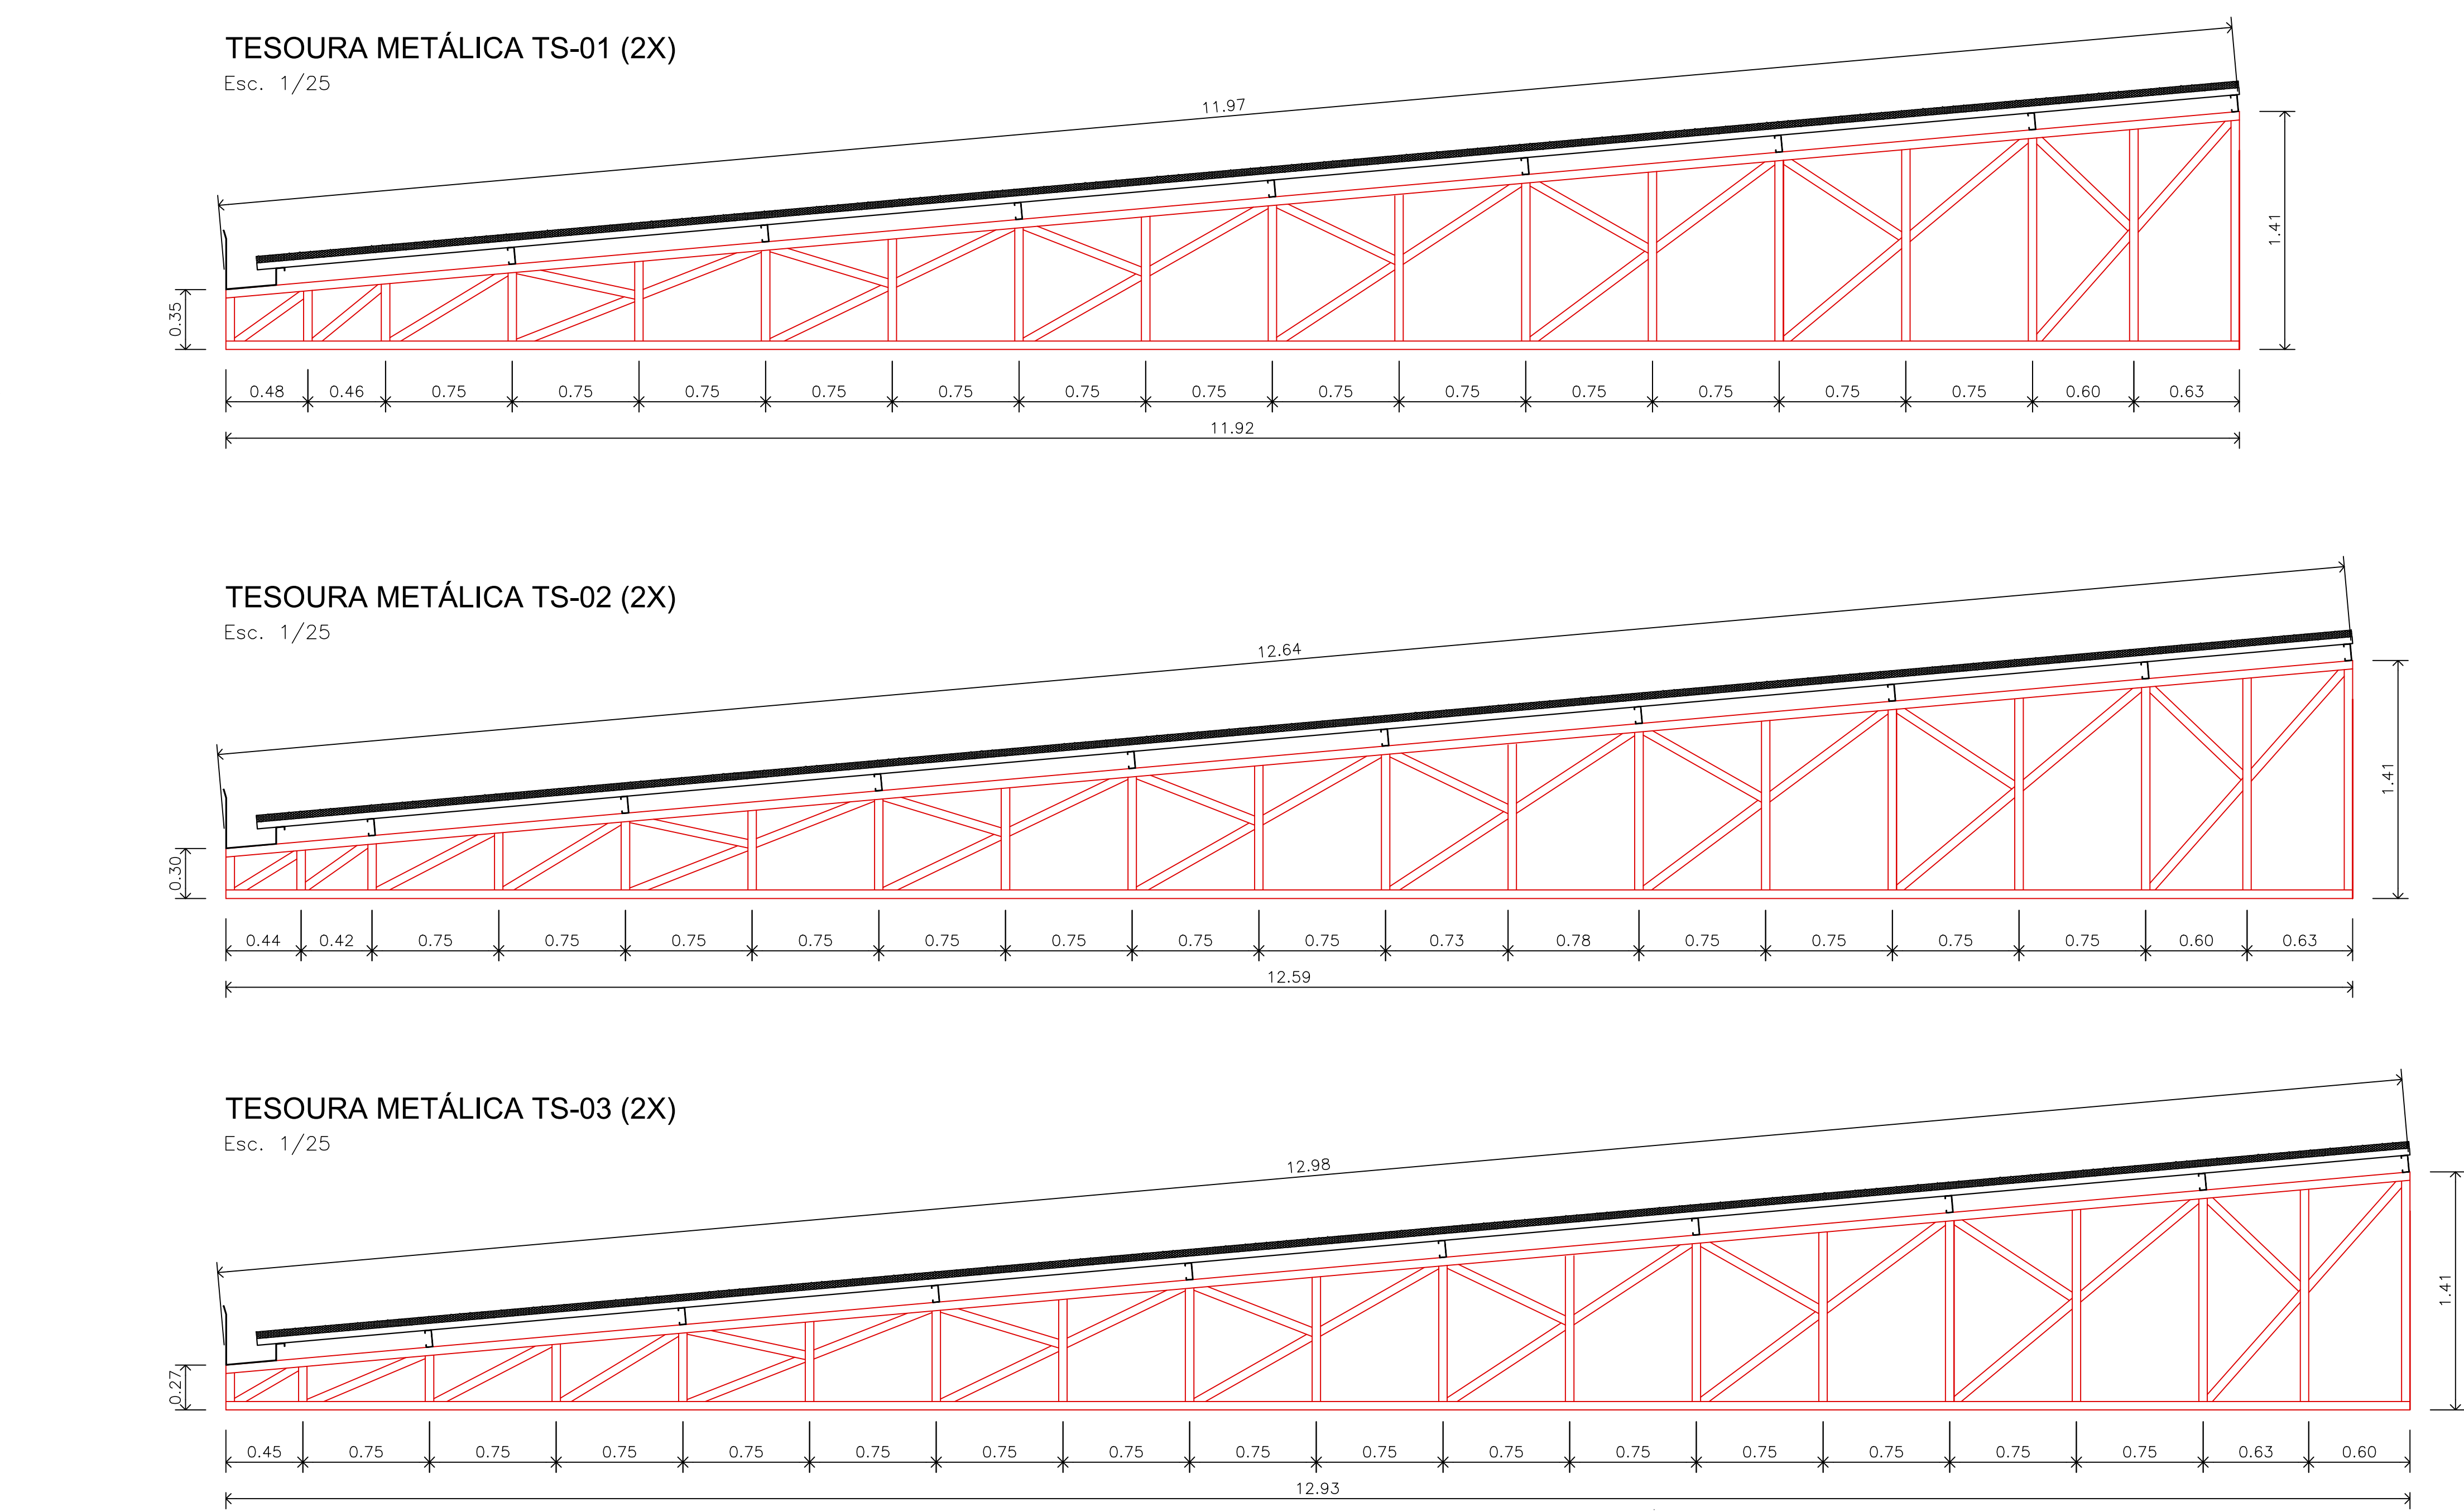 TESOURA METÁLICA TS-01 (2X)
Esc. 1/25
11.97
1.41
0.35
0.48 0.46 0.75 0.75 0.75 0.75 0.75 0.75 0.75 0.75 0.75 0.75 0.75 0.75 0.75 0.60 0.63
11.92
TESOURA METÁLICA TS-02 (2X)
Esc. 1/25
12.64
1.41
0.30
0.44 0.42 0.75 0.75 0.75 0.75 0.75 0.75 0.75 0.75 0.73 0.78 0.75 0.75 0.75 0.75 0.60 0.63
12.59
TESOURA METÁLICA TS-03 (2X)
Esc. 1/25
12.98
1.41
0.27
0.45 0.75 0.75 0.75 0.75 0.75 0.75 0.75 0.75 0.75 0.75 0.75 0.75 0.75 0.75 0.75 0.63 0.60
12.93